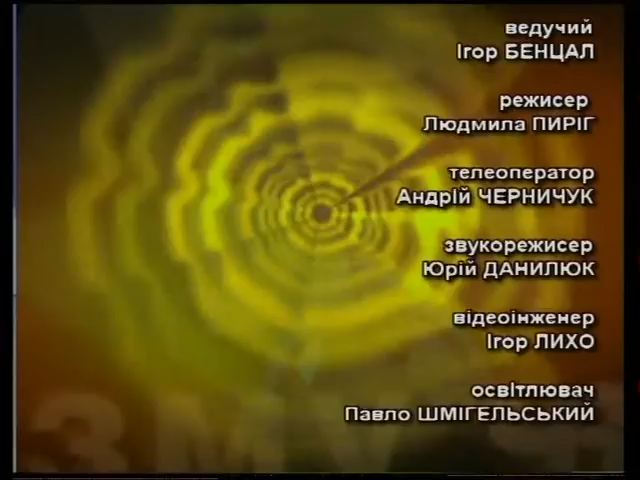 ведучий
Ігор БЕНЦАЛ
режисер
Людмила ПИРІГ
телеоператор
Андрій ЧЕРНИЧУК
звукорежисер
Юрій ДАНИЛЮК
відеоінженер
Ігор ЛИХО
освітлювач
Павло ШМІГЕЛЬСЬКИЙ